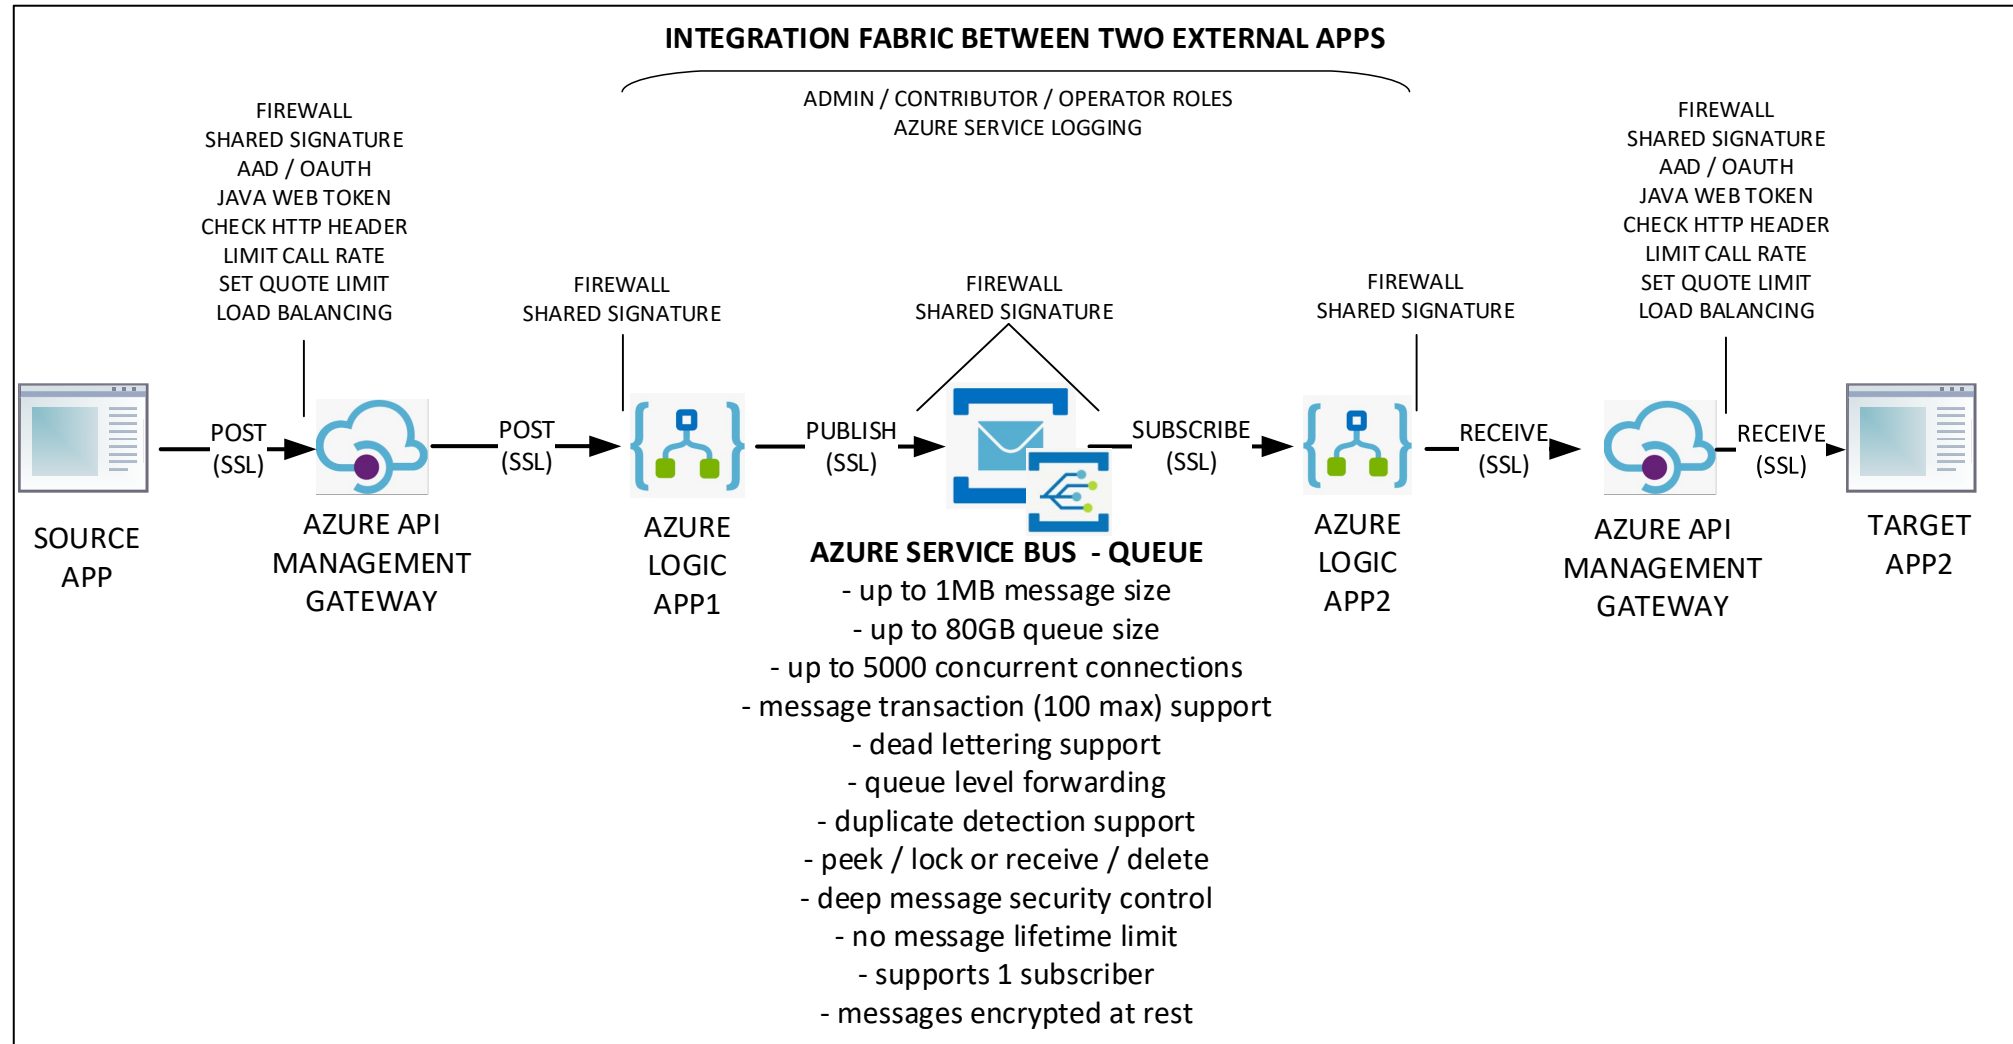 INTEGRATION FABRIC BETWEEN TWO EXTERNAL APPS
ADMIN / CONTRIBUTOR / OPERATOR ROLES
AZURE SERVICE LOGGING
FIREWALL
SHARED SIGNATURE
AAD / OAUTH
JAVA WEB TOKEN
CHECK HTTP HEADER
LIMIT CALL RATE
SET QUOTE LIMIT
LOAD BALANCING
FIREWALL
SHARED SIGNATURE
FIREWALL
SHARED SIGNATURE
FIREWALL
SHARED SIGNATURE
FIREWALL
SHARED SIGNATURE
AAD / OAUTH
JAVA WEB TOKEN
CHECK HTTP HEADER
LIMIT CALL RATE
SET QUOTE LIMIT
LOAD BALANCING
POST
(SSL)
POST
(SSL)
PUBLISH
(SSL)
SUBSCRIBE
(SSL)
RECEIVE
(SSL)
RECEIVE
(SSL)
SOURCE
APP
AZURE API
MANAGEMENT
GATEWAY
AZURE
LOGIC
APP1
AZURE SERVICE BUS - QUEUE
- up to 1MB message size
- up to 80GB queue size
- up to 5000 concurrent connections
- message transaction (100 max) support
- dead lettering support
- queue level forwarding
- duplicate detection support
- peek / lock or receive / delete
- deep message security control
- no message lifetime limit
- supports 1 subscriber
- messages encrypted at rest
AZURE
LOGIC
APP2
AZURE API
MANAGEMENT
GATEWAY
TARGET
APP2